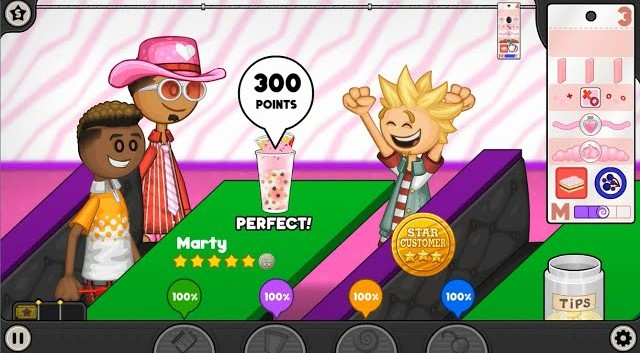 3
300
POINTS
PERFECT!
Marty
STAR
CUSTOMER
M
100%
100%
100%
100%
TIPS